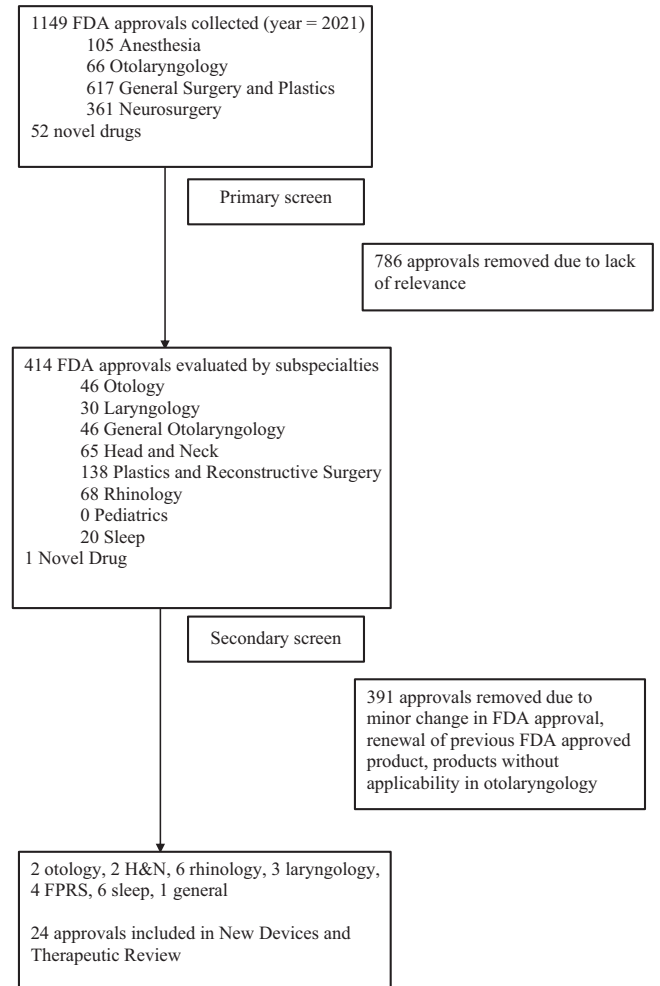 1149 FDA approvals collected (year = 2021)
105 Anesthesia
66 Otolaryngology
617 General Surgery and Plastics
361 Neurosurgery
52 novel drugs
Primary screen
786 approvals removed due to lack
of relevance
414 FDA approvals evaluated by subspecialties
46 Otology
30 Laryngology
46 General Otolaryngology
65 Head and Neck
138 Plastics and Reconstructive Surgery
68 Rhinology
0 Pediatrics
20 Sleep
1 Novel Drug
Secondary screen
391 approvals removed due to
minor change in FDA approval,
renewal of previous FDA approved
product, products without
applicability in otolaryngology
2 otology, 2 H&N, 6 rhinology, 3 laryngology,
4 FPRS, 6 sleep, 1 general
24 approvals included in New Devices and
Therapeutic Review